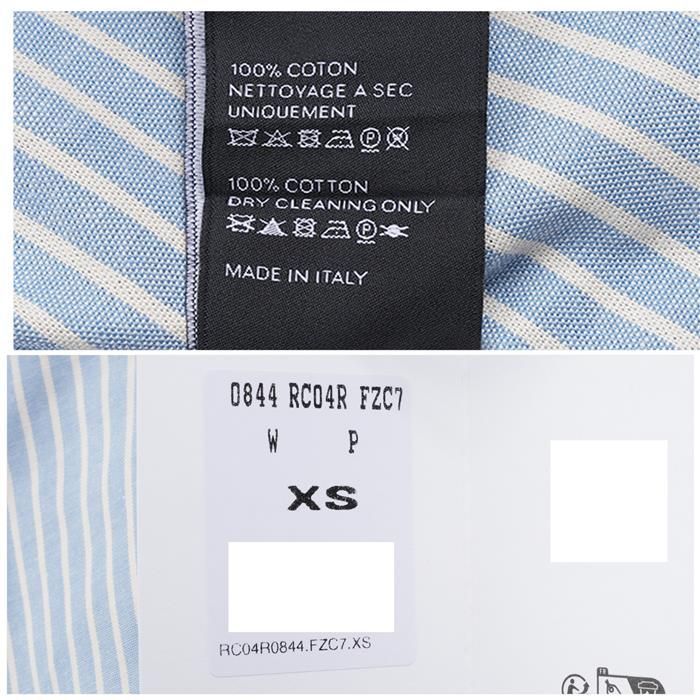 100% COTON
NETTOYAGE A SEC
UNIQUEMENT
100% COTTON
DRY CLEANING ONLY
MADE IN ITALY
0844 RC04R FZC7
W P
XS
RC04R0844.FZC7.XS